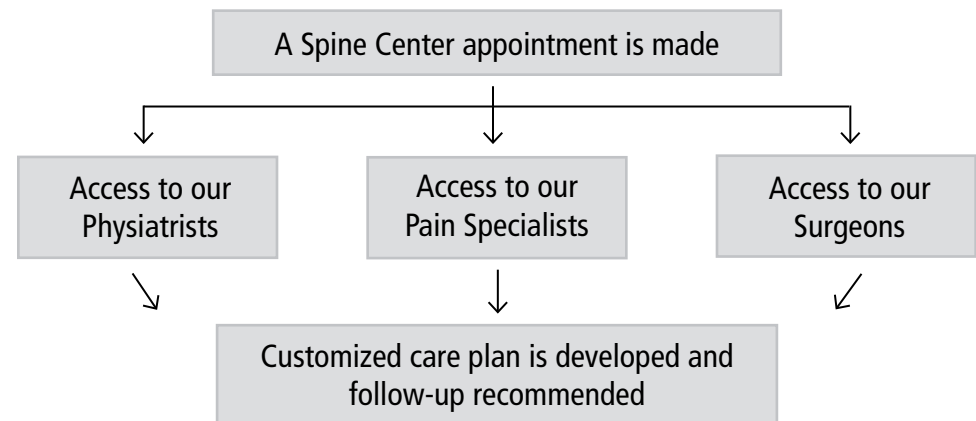 A Spine Center appointment is made
Access to our
Physiatrists
Access to our
Pain Specialists
Access to our
Surgeons
Customized care plan is developed and
follow-up recommended